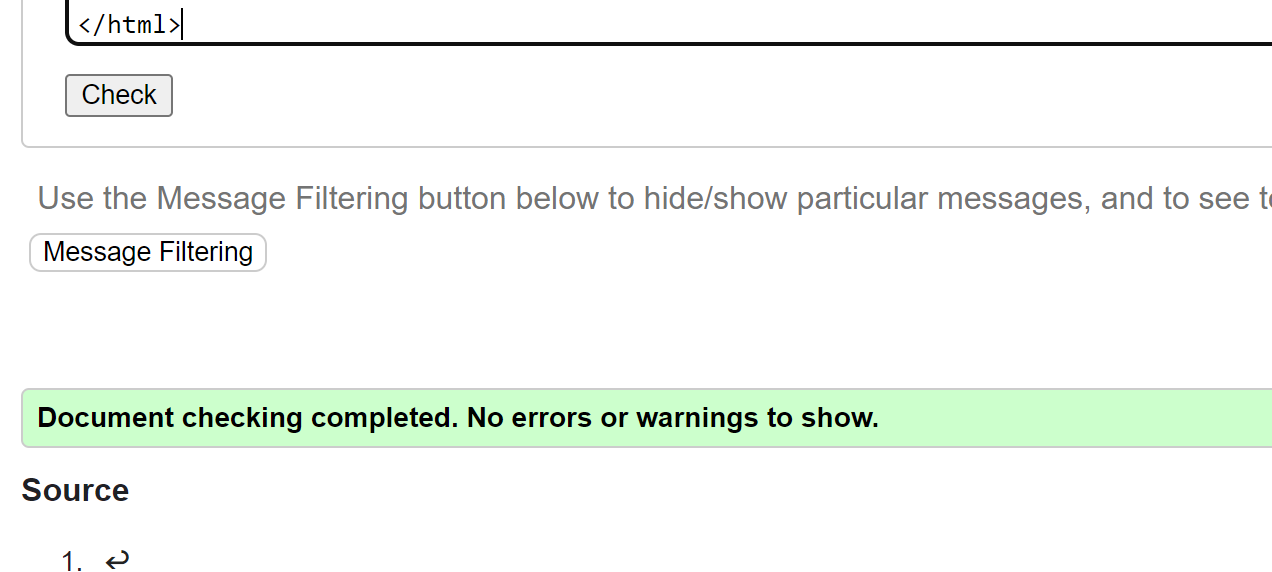 </html>
Check
Use the Message Filtering button below to hide/show particular messages, and to see
Message Filtering
Document checking completed. No errors or warnings to show.
Source
1. ↩